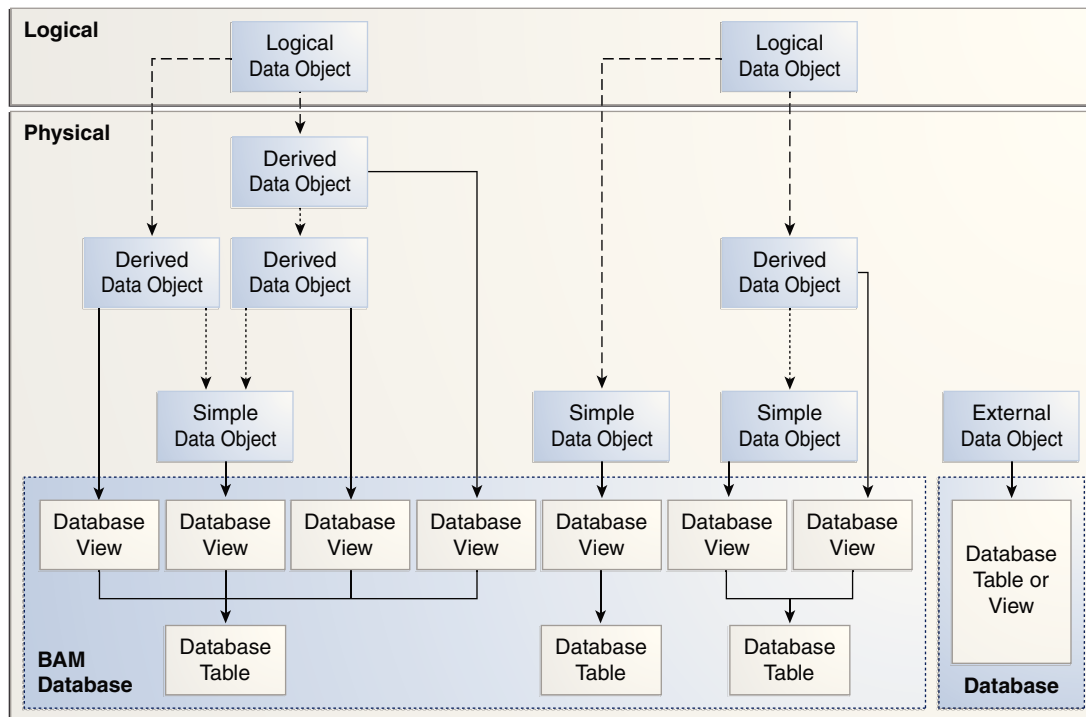 Logical
Logical
Data Object
Logical
Data Object
Physical
Derived
Data Object
Derived
Data Object
Derived
Data Object
Derived
Data Object
Simple
Data Object
Simple
Data Object
Simple
Data Object
External
Data Object
Database
View
Database
View
Database
View
Database
View
Database
View
Database
View
Database
View
Database
Table or
View
Database
Table
Database
Table
Database
Table
BAM
Database
Database